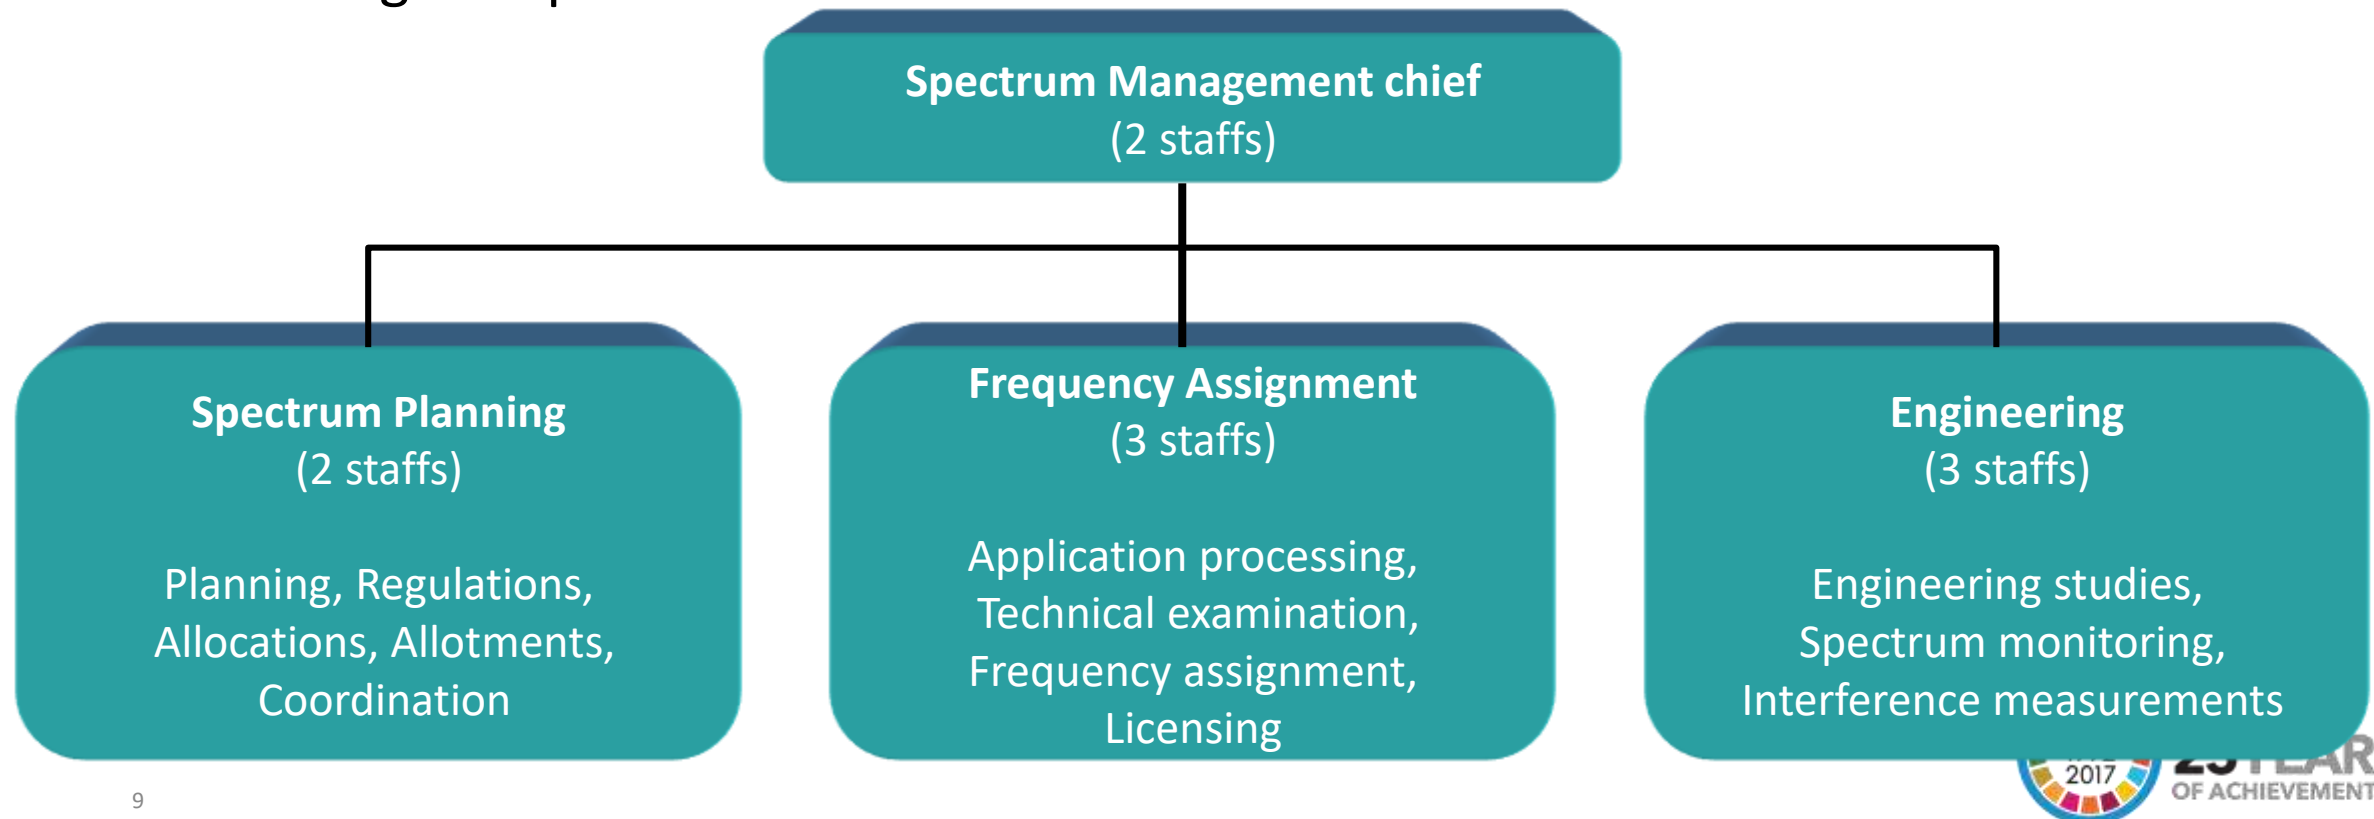 Spectrum Management chief
(2 staffs)
Spectrum Planning
(2 staffs)
Planning, Regulations,
Allocations, Allotments,
Coordination
Frequency Assignment
(3 staffs)
Application processing,
Technical examination,
Frequency assignment,
Licensing
Engineering
(3 staffs)
Engineering studies,
Spectrum monitoring,
Interference measurements
9
2017
OF ACHIEVEMENT